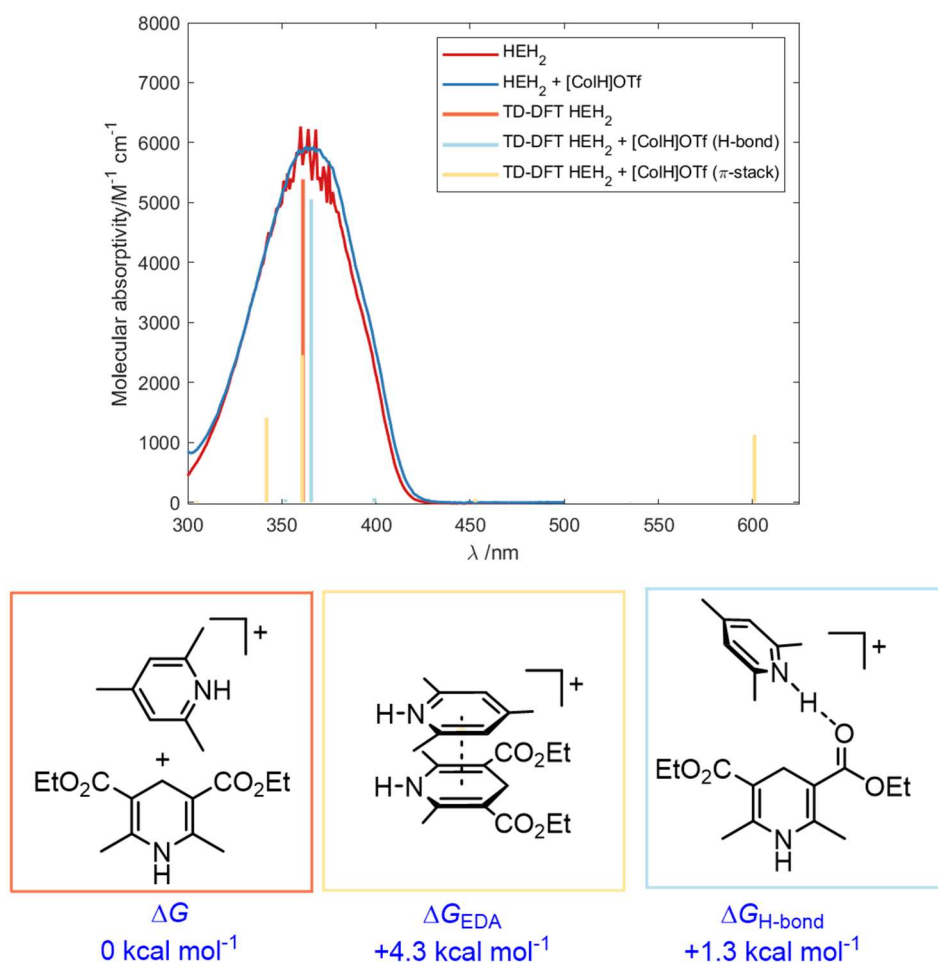 8000
7000
6000
5000
4000
3000
2000
1000
0
Molecular absorptivity/M⁻¹ cm⁻¹
HEH₂
HEH₂ + [ColH]OTf
TD-DFT HEH₂
TD-DFT HEH₂ + [ColH]OTf (H-bond)
TD-DFT HEH₂ + [ColH]OTf (π-stack)
300 350 400 450 500 550 600
λ /nm
+
NH
+
EtO₂C CO₂Et
N
H
ΔG
0 kcal mol⁻¹
+
H-N
CO₂Et
H-N
CO₂Et
ΔG_EDA
+4.3 kcal mol⁻¹
+
N
H
O
EtO₂C
OEt
N
H
ΔG_H-bond
+1.3 kcal mol⁻¹